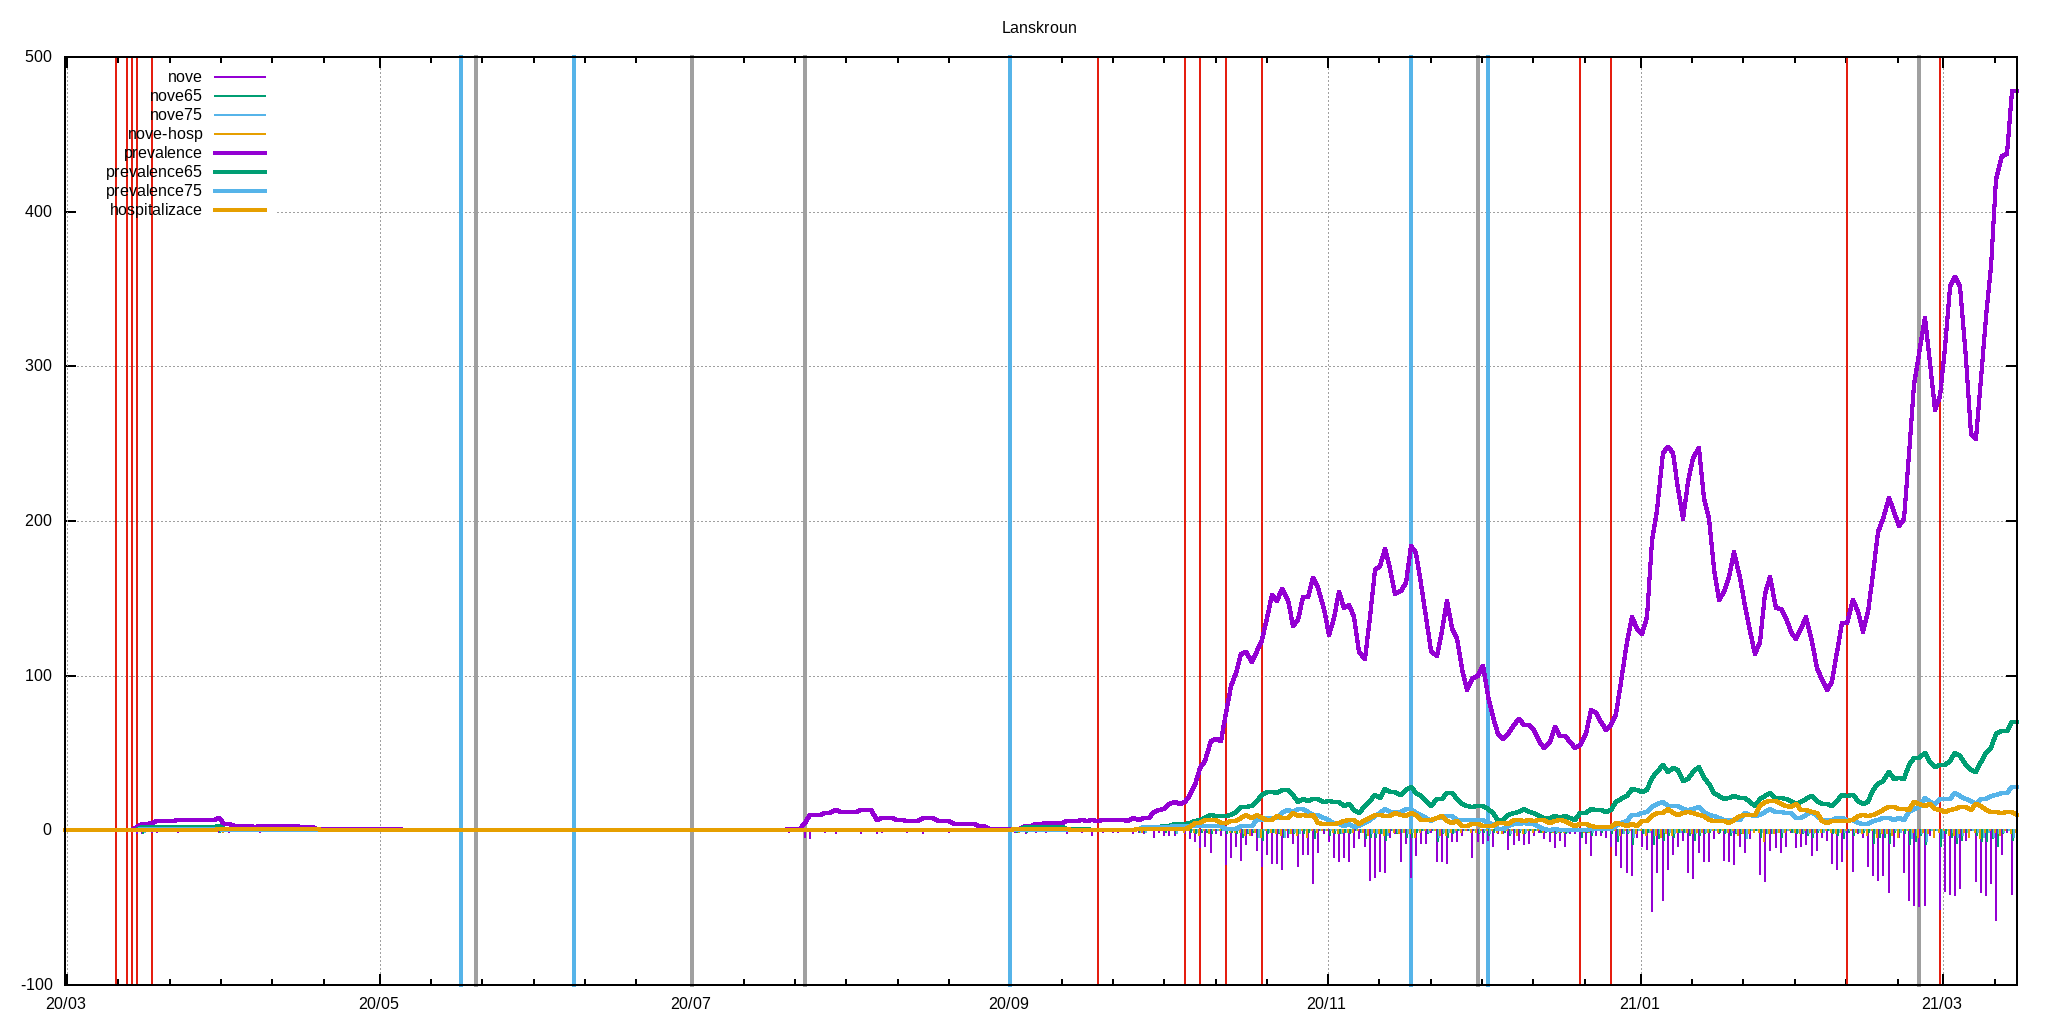 Lanskroun
500
400
300
200
100
0
-100
nove
nove65
nove75
nove-hosp
prevalence
prevalence65
prevalence75
hospitalizace
20/03 20/05 20/07 20/09 20/11 21/01 21/03